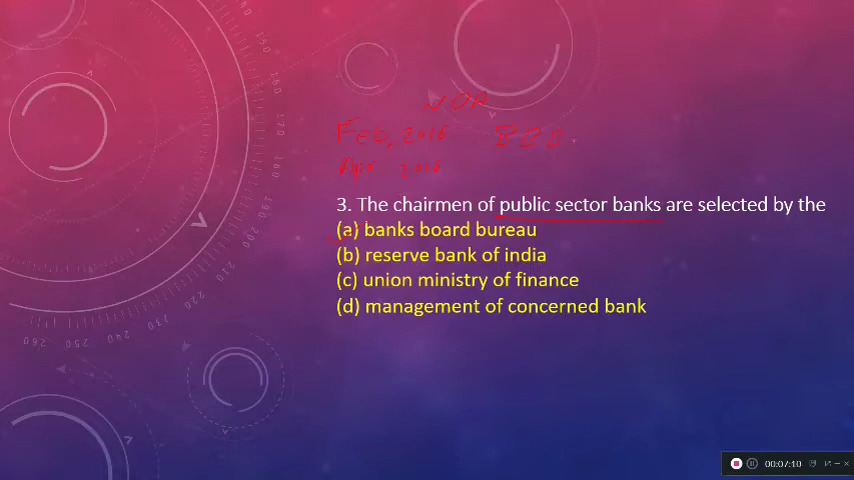 Feb, 2016
Apr 2016
3. The chairmen of public sector banks are selected by the
(a) banks board bureau
(b) reserve bank of india
(c) union ministry of finance
(d) management of concerned bank
00:07:10